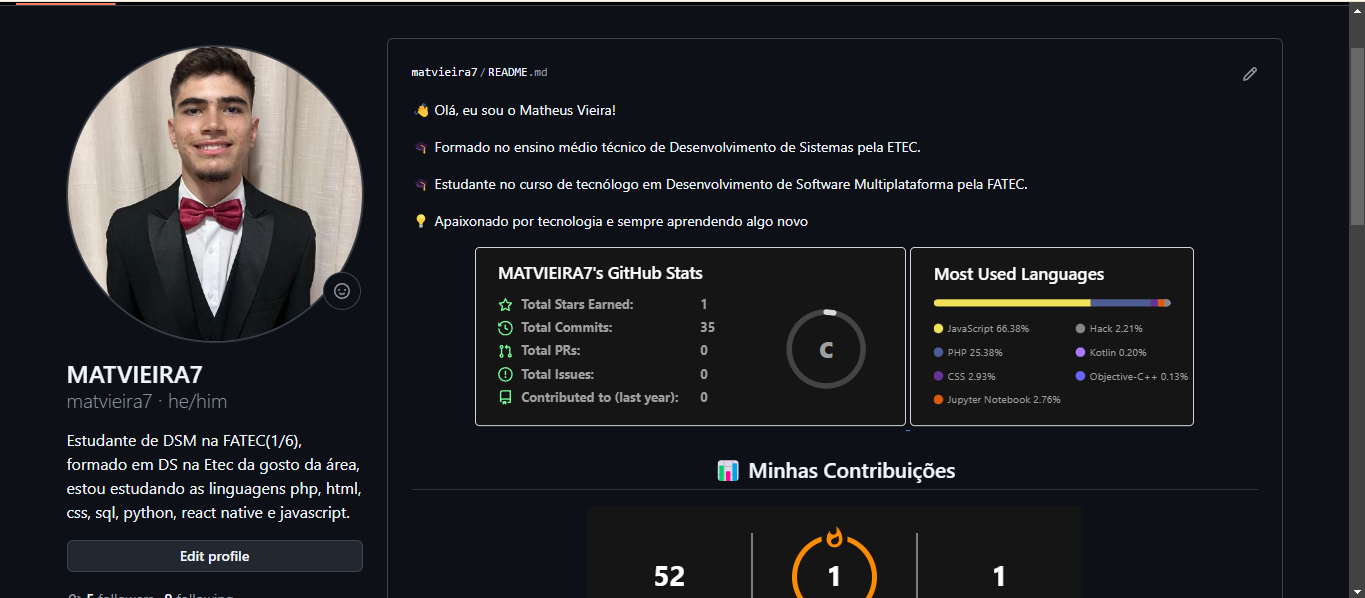 matvieira7/README.md
👋 Olá, eu sou o Matheus Vieira!
🎓 Formado no ensino médio técnico de Desenvolvimento de Sistemas pela ETEC.
🎓 Estudante no curso de tecnólogo em Desenvolvimento de Software Multiplataforma pela FATEC.
💡 Apaixonado por tecnologia e sempre aprendendo algo novo
MATVIEIRA7's GitHub Stats
Total Stars Earned: 1
Total Commits: 35
Total PRs: 0
Total Issues: 0
Contributed to (last year): 0
C
Most Used Languages
JavaScript 66.38%
PHP 25.38%
CSS 2.93%
Jupyter Notebook 2.76%
Hack 2.21%
Kotlin 0.20%
Objective-C++ 0.13%
📊 Minhas Contribuições
52
1
1
MATVIEIRA7
matvieira7 · he/him
Estudante de DSM na FATEC(1/6),
formado em DS na Etec da gosto da área,
estou estudando as linguagens php, html,
css, sql, python, react native e javascript.
Edit profile
followers · following